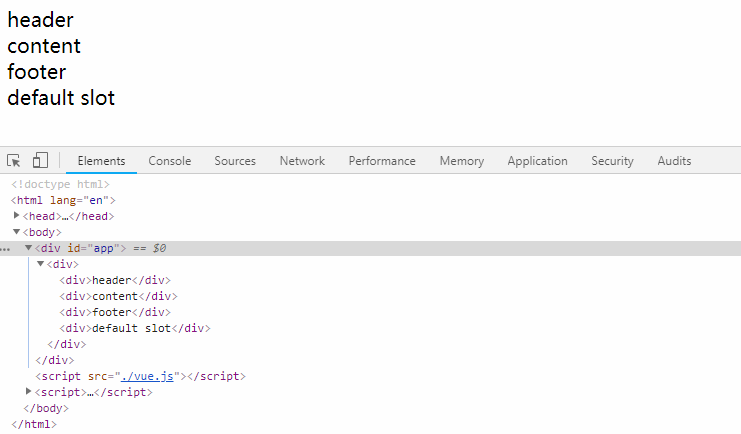 header
content
footer
default slot
Elements Console Sources Network Performance Memory Application Security Audits
<!doctype html>
<html lang="en">
<head>…</head>
<body>
… <div id="app"> == $0
<div>
<div>header</div>
<div>content</div>
<div>footer</div>
<div>default slot</div>
</div>
</div>
<script src="./vue.js"></script>
<script>…</script>
</body>
</html>